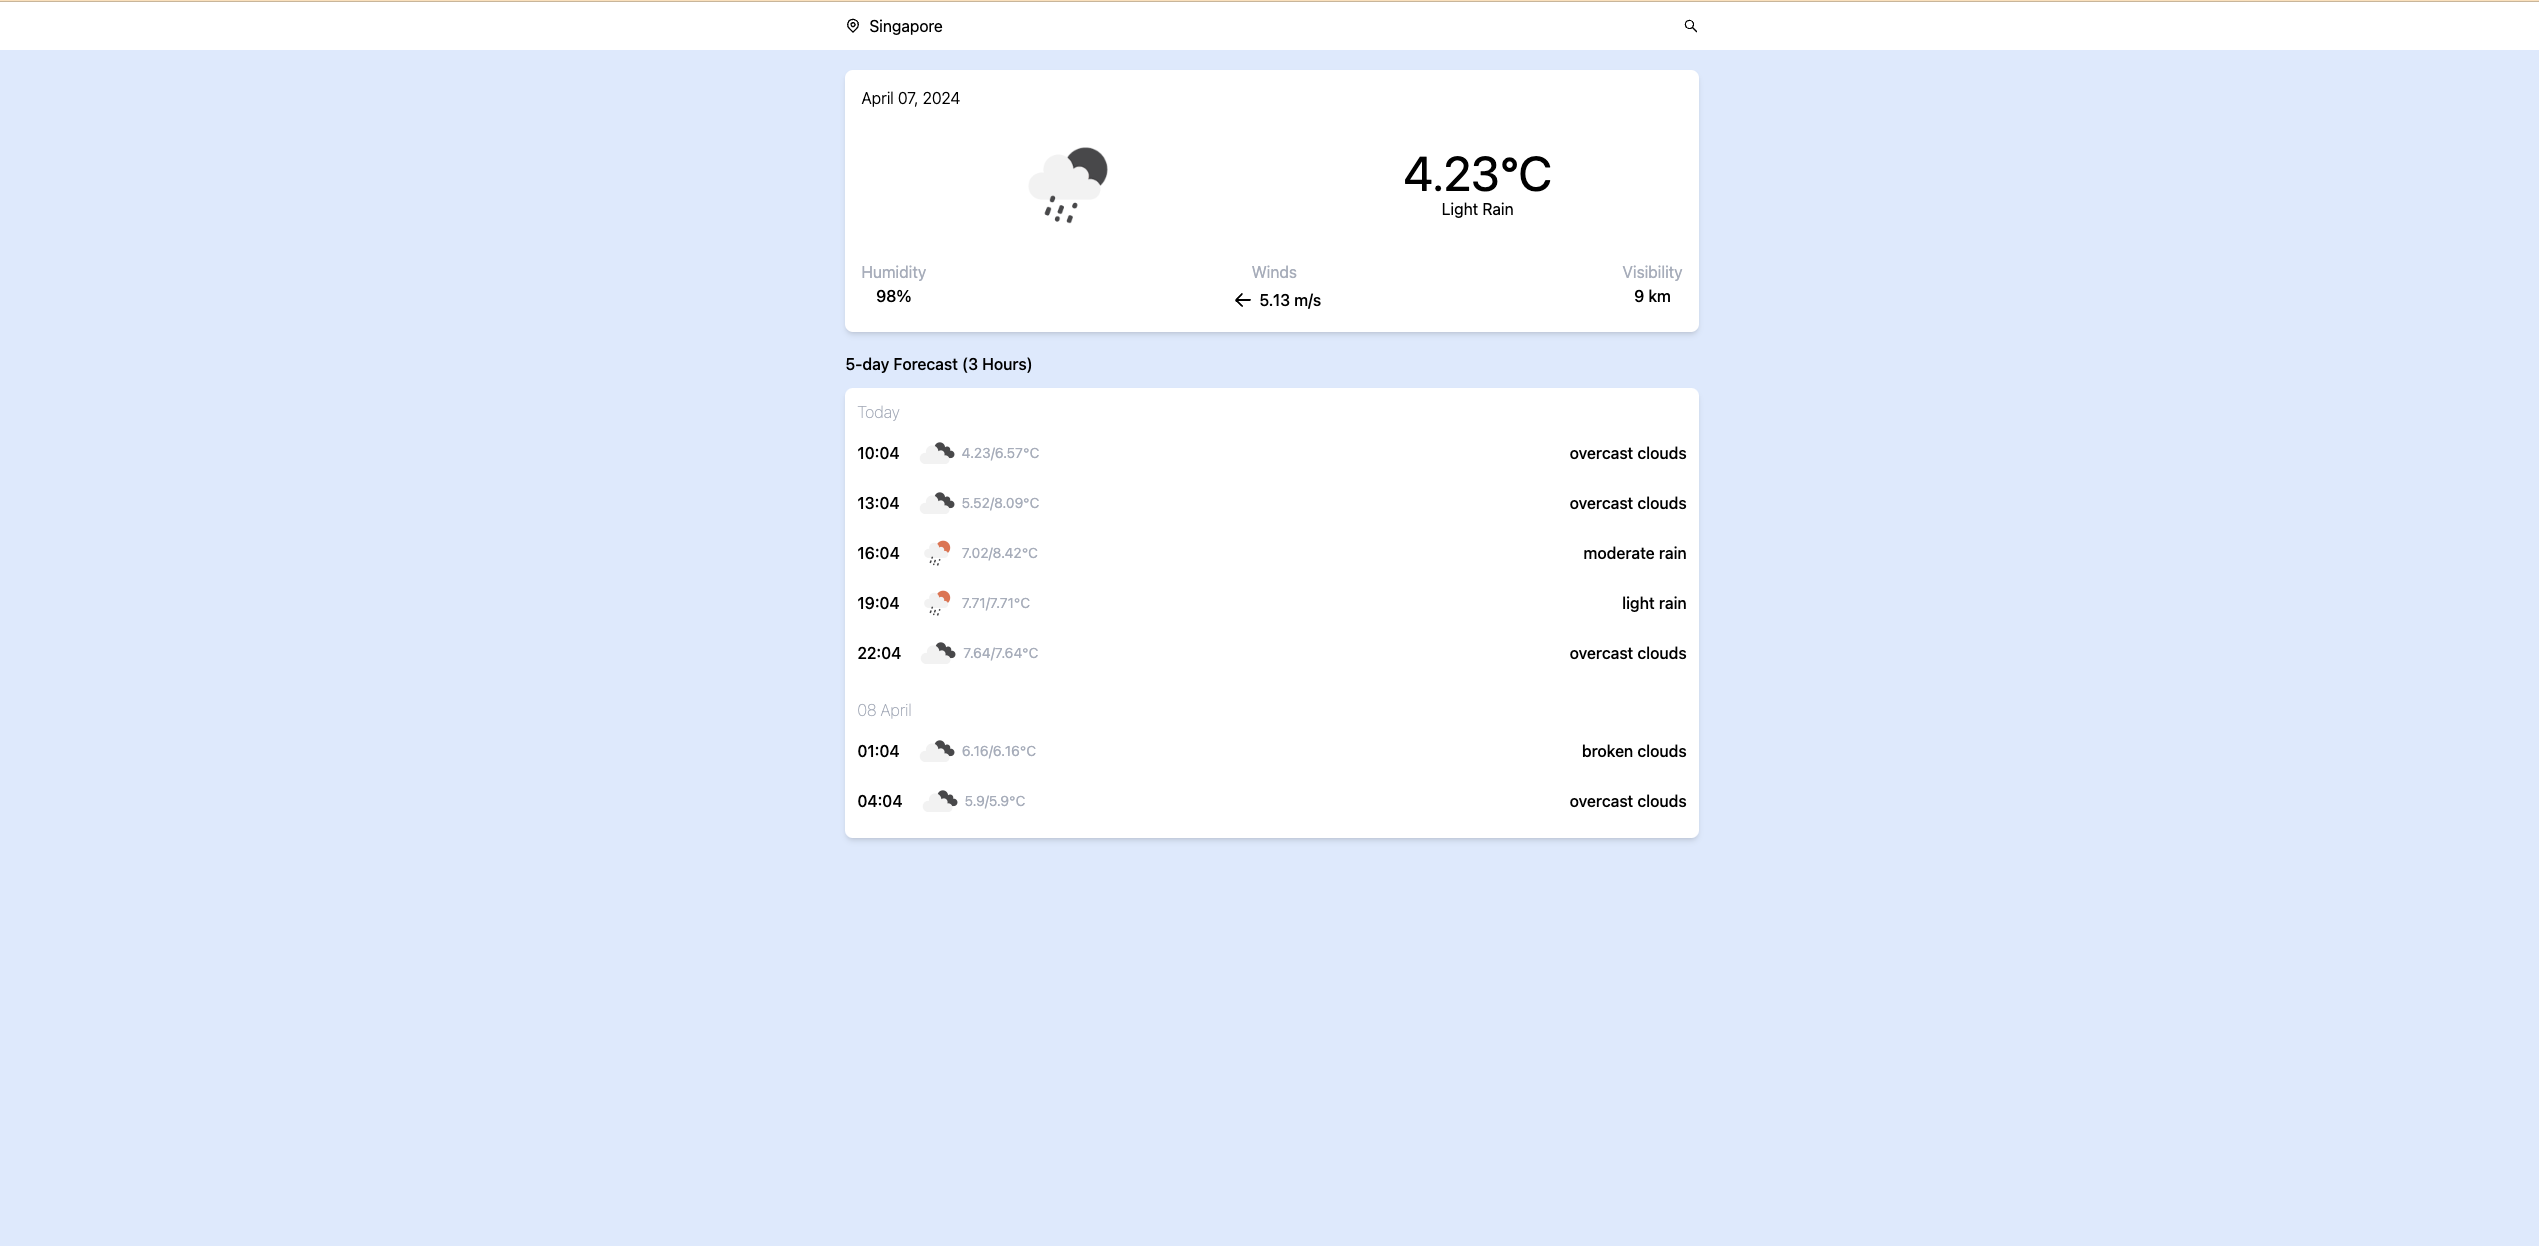 Singapore
April 07, 2024
4.23°C
Light Rain
Humidity Winds Visibility
98% 5.13 m/s 9 km
5-day Forecast (3 Hours)
Today
10:04 4.23/6.57°C overcast clouds
13:04 5.52/8.09°C overcast clouds
16:04 7.02/8.42°C moderate rain
19:04 7.71/7.71°C light rain
22:04 7.64/7.64°C overcast clouds
08 April
01:04 6.16/6.16°C broken clouds
04:04 5.9/5.9°C overcast clouds